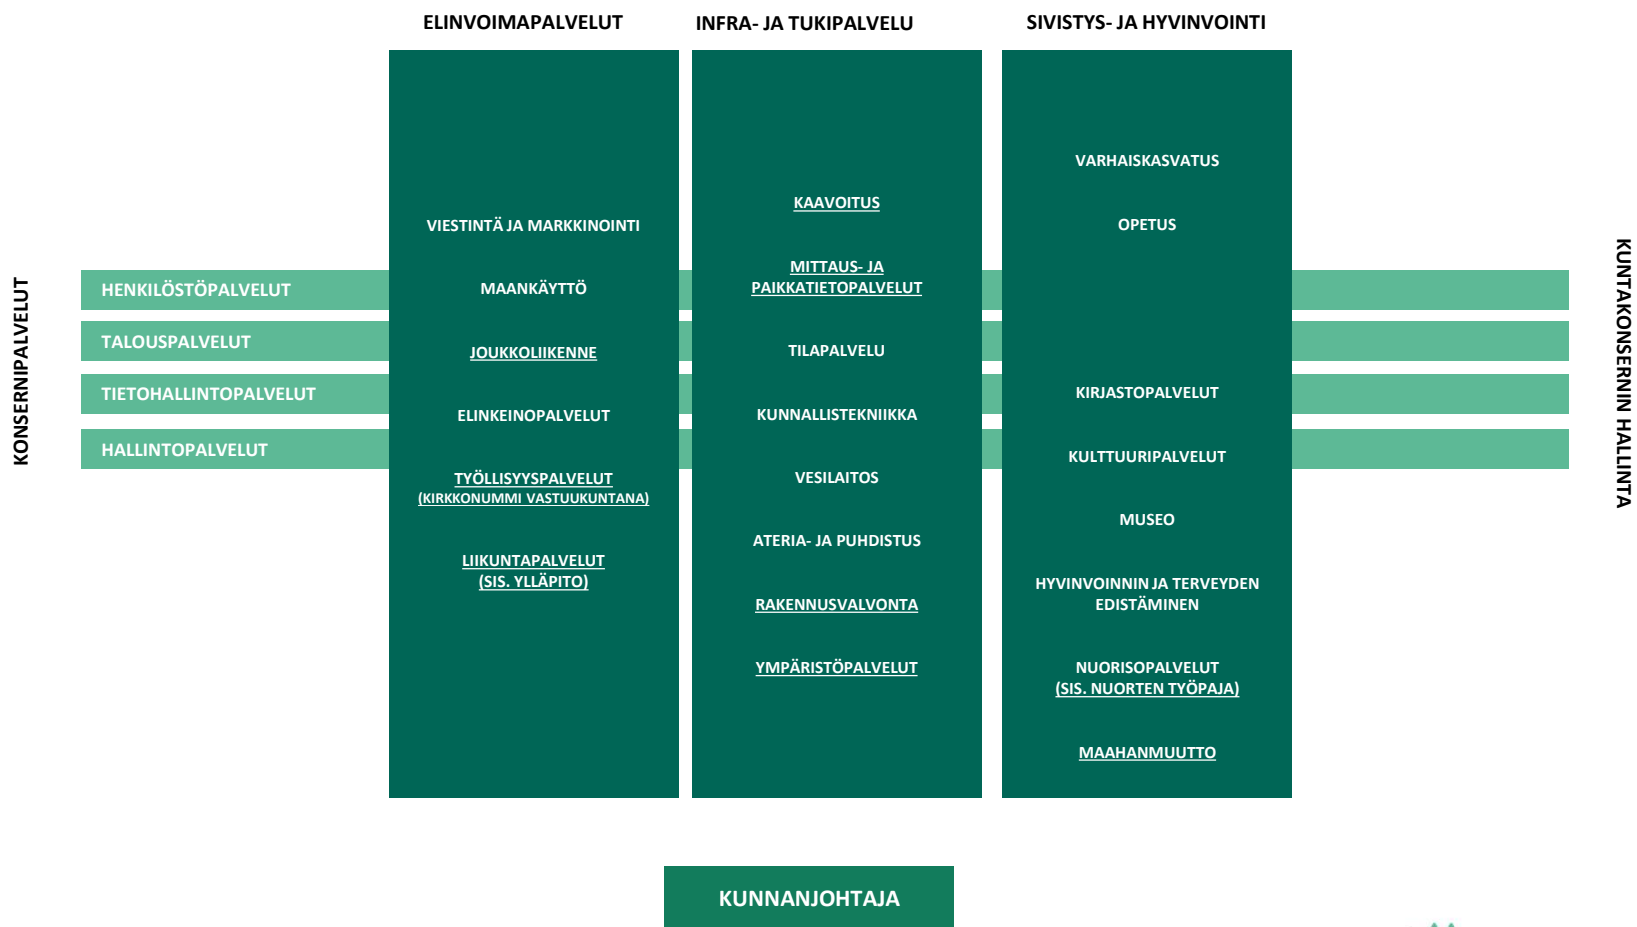 ELINVOIMAPALVELUT
INFRA- JA TUKIPALVELU
SIVISTYS- JA HYVINVOINTI
KONSERNIPALVELUT
HENKILÖSTÖPALVELUT
TALOUSPALVELUT
TIETOHALLINTOPALVELUT
HALLINTOPALVELUT
VIESTINTÄ JA MARKKINOINTI
MAANKÄYTTÖ
JOUKKOLIIKENNE
ELINKEINOPALVELUT
TYÖLLISYYSPALVELUT
(KIRKKONUMMI VASTUUKUNTANA)
LIIKUNTAPALVELUT
(SIS. YLLÄPITO)
KAAVOITUS
MITTAUS- JA
PAIKKATIETOPALVELUT
TILAPALVELU
KUNNALLISTEKNIIKKA
VESILAITOS
ATERIA- JA PUHDISTUS
RAKENNUSVALVONTA
YMPÄRISTÖPALVELUT
VARHAISKASVATUS
OPETUS
KIRJASTOPALVELUT
KULTTUURIPALVELUT
MUSEO
HYVINVOINNIN JA TERVEYDEN
EDISTÄMINEN
NUORISOPALVELUT
(SIS. NUORTEN TYÖPAJA)
MAAHANMUUTTO
KUNTAKONSERNIN HALLINTA
KUNNANJOHTAJA